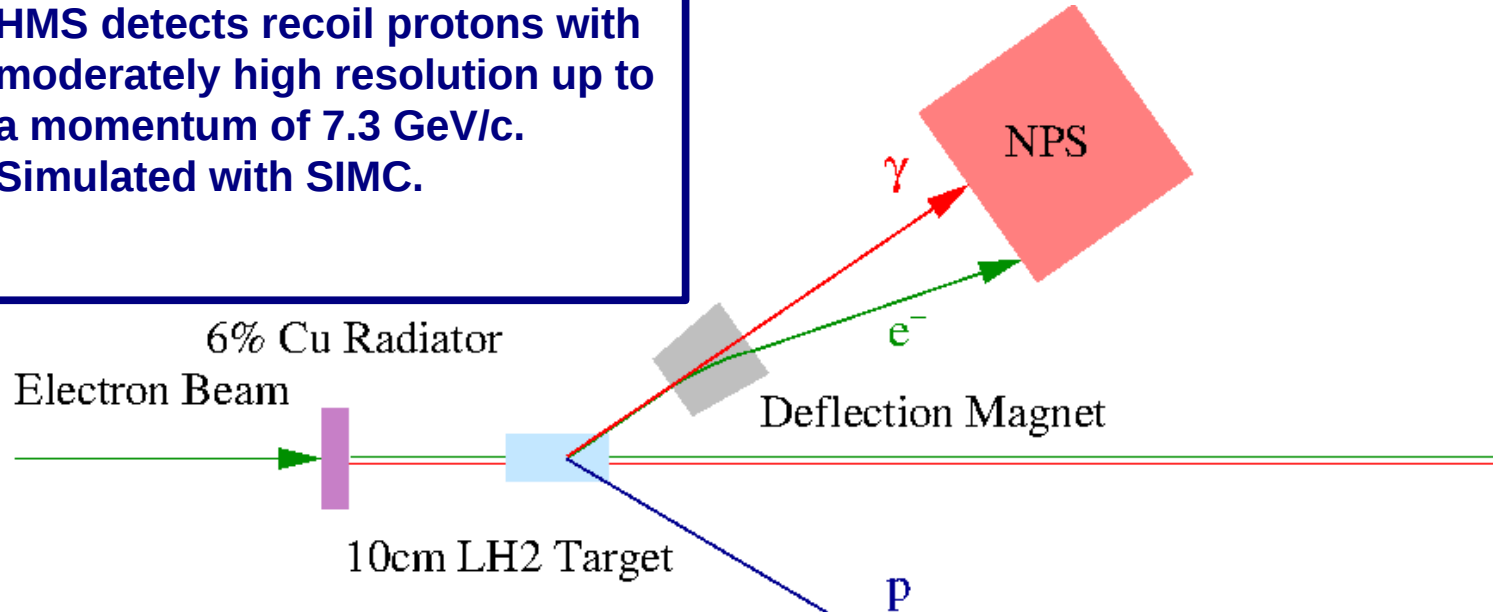 HMS detects recoil protons with
moderately high resolution up to
a momentum of 7.3 GeV/c.
Simulated with SIMC.
NPS
γ
e⁻
6% Cu Radiator
Electron Beam
Deflection Magnet
10cm LH2 Target
p